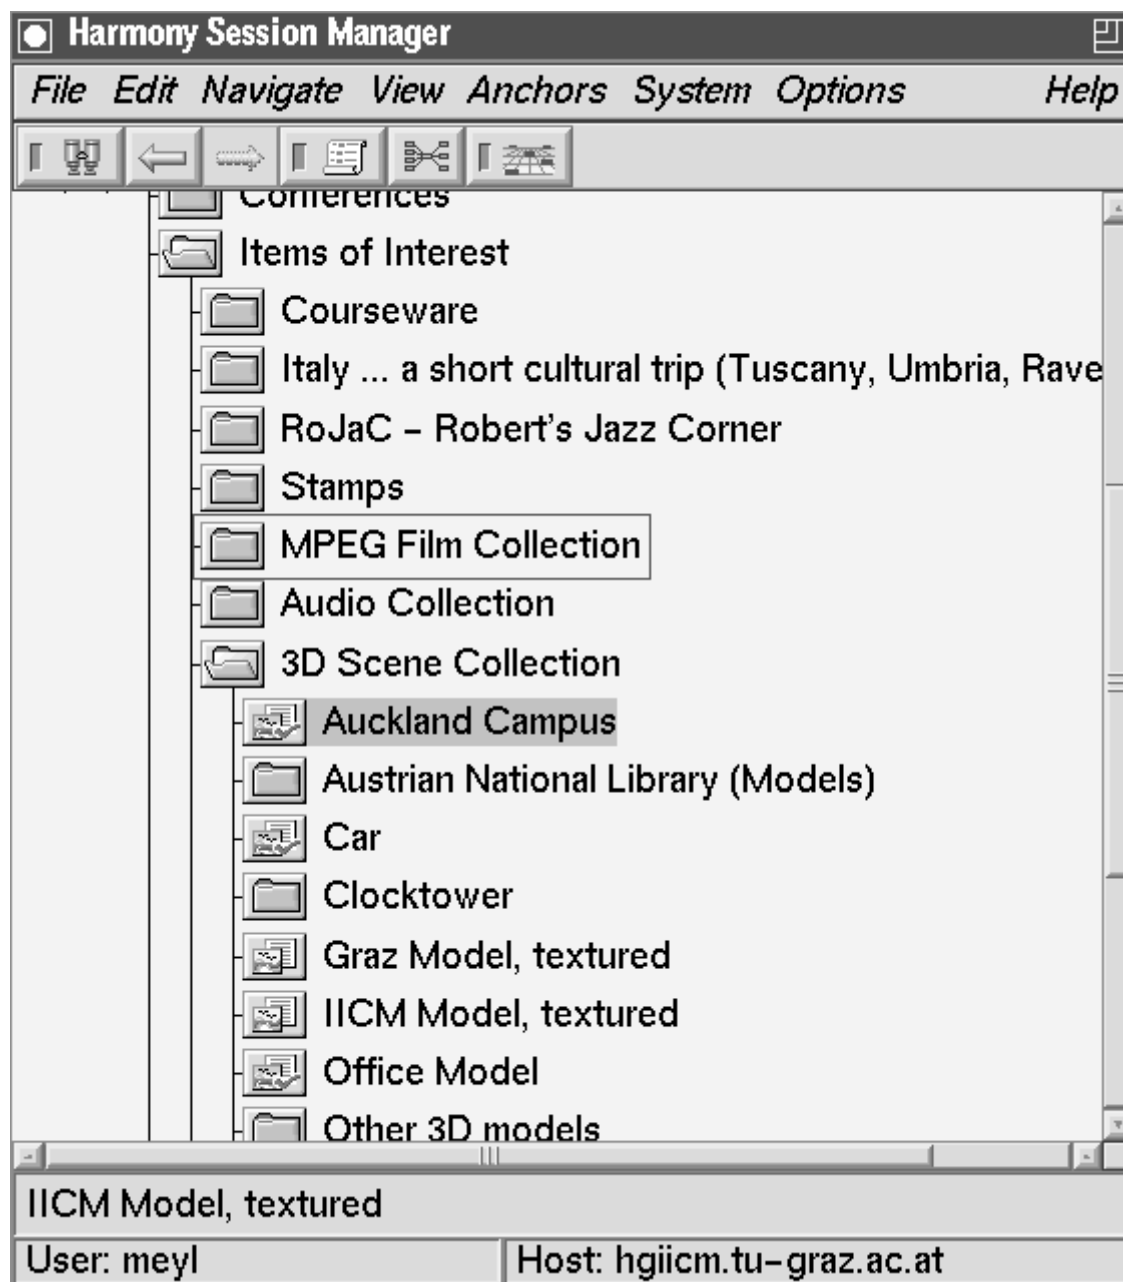 Harmony Session Manager
File Edit Navigate View Anchors System Options Help
Conferences
Items of Interest
Courseware
Italy ... a short cultural trip (Tuscany, Umbria, Rave
RoJaC – Robert's Jazz Corner
Stamps
MPEG Film Collection
Audio Collection
3D Scene Collection
Auckland Campus
Austrian National Library (Models)
Car
Clocktower
Graz Model, textured
IICM Model, textured
Office Model
Other 3D models
IICM Model, textured
User: meyl Host: hgiicm.tu–graz.ac.at